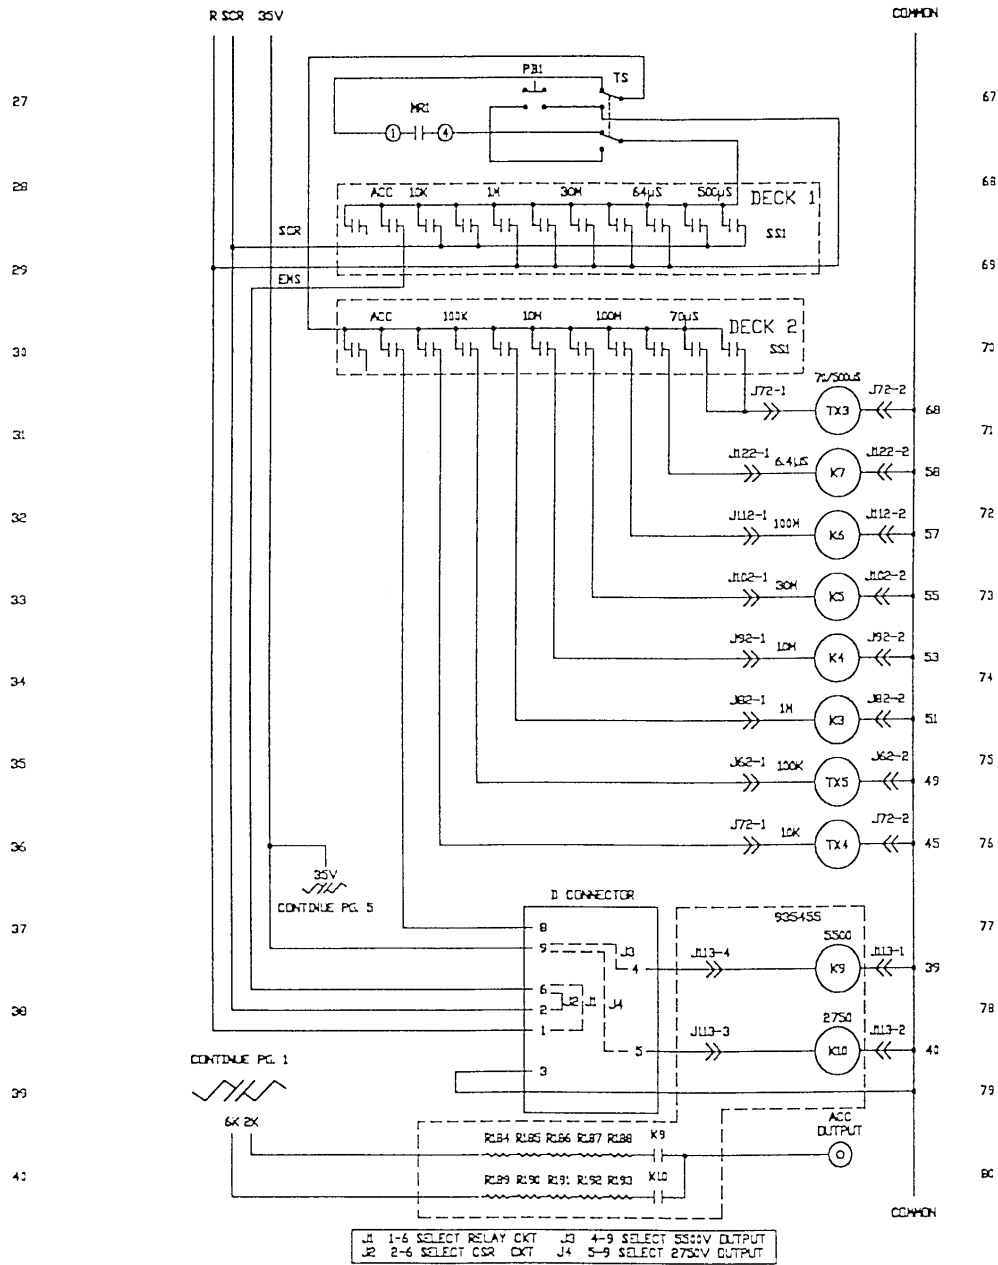 R SCR 35V COMMON
PB1 TS
27 67
MR1
1 4
28 68
ACC 10K 1M 30M 64µS 500µS DECK 1
SCR SS1
29 69
EMS
ACC 100K 10M 100M 70µS DECK 2
30 SS1 70
70/500uS
J72-1 TX3 J72-2 68
31 71
J122-1 6.4µS K7 J122-2 58
32 72
J112-1 100M K6 J112-2 57
J102-1 30M K5 J102-2 55
33 73
J92-1 10M K4 J92-2 53
34 74
J82-1 1M K3 J82-2 51
35 75
J62-1 100K TX5 J62-2 49
J72-1 10K TX4 J72-2 45
36 76
35V
CONTINUE PG. 5
D CONNECTOR
37 77
935455
8
5500
9 J3 4 J113-4 K9 J113-1 39
6
38 2 J2 J1 J4 78
1
2750
5 J113-3 K10 J113-2 40
CONTINUE PG. 1
3
39 79
6K 2K
ACC
OUTPUT
R184 R185 R186 R187 R188 K9
40 80
R189 R190 R191 R192 R193 K10
COMMON
J1 1-6 SELECT RELAY CKT J3 4-9 SELECT 5500V OUTPUT
J2 2-6 SELECT CSR CKT J4 5-9 SELECT 2750V OUTPUT